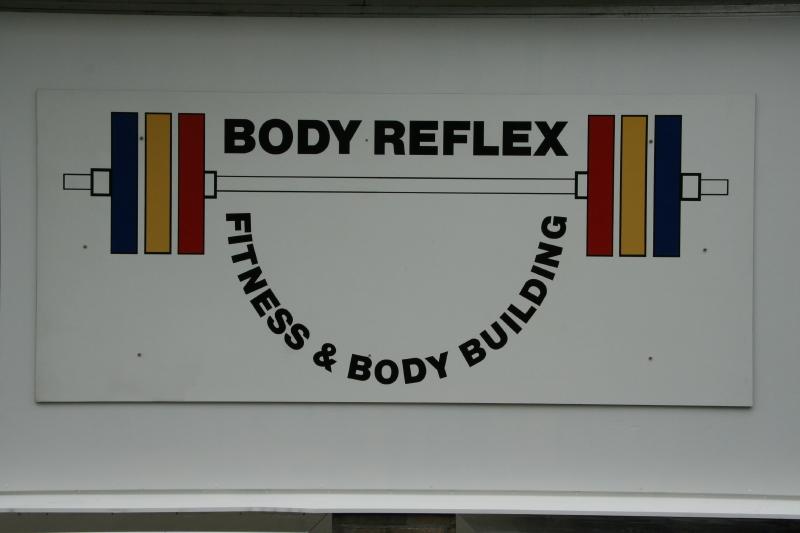 BODY REFLEX
FITNESS & BODY BUILDING